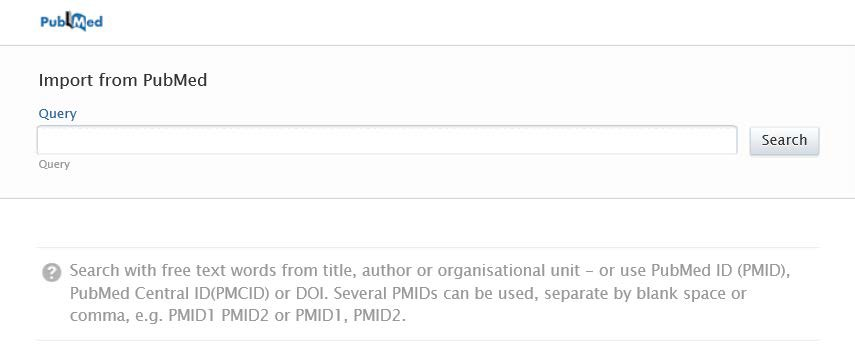 PubMed
Import from PubMed
Query
Search
Query
Search with free text words from title, author or organisational unit – or use PubMed ID (PMID),
PubMed Central ID(PMCID) or DOI. Several PMIDs can be used, separate by blank space or
comma, e.g. PMID1 PMID2 or PMID1, PMID2.